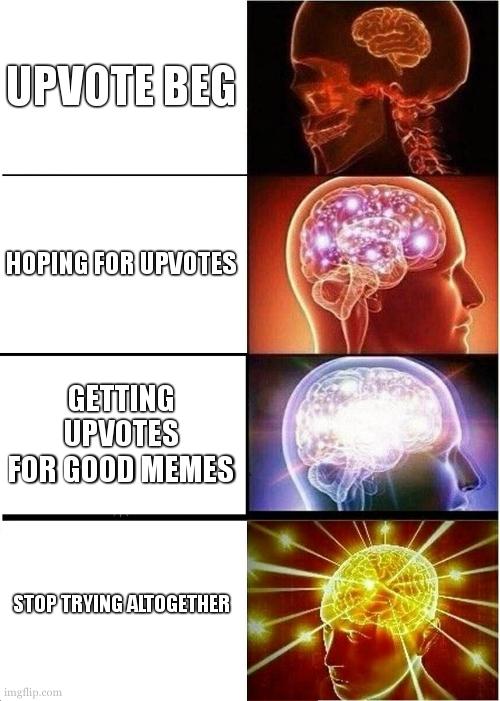 UPVOTE BEG
HOPING FOR UPVOTES
GETTING
UPVOTES
FOR GOOD MEMES
STOP TRYING ALTOGETHER
imgflip.com